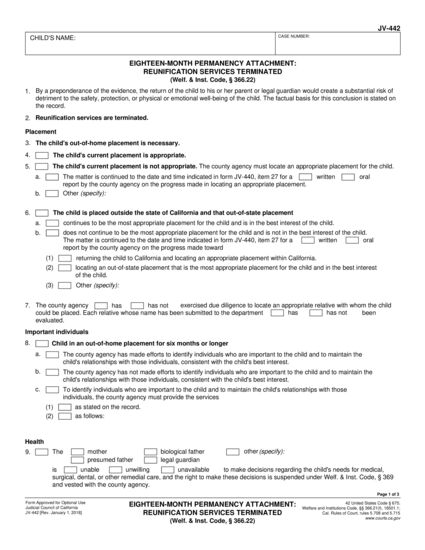 JV-442
CHILD'S NAME:
CASE NUMBER:
EIGHTEEN-MONTH PERMANENCY ATTACHMENT:
REUNIFICATION SERVICES TERMINATED
(Welf. & Inst. Code, § 366.22)
1. By a preponderance of the evidence, the return of the child to his or her parent or legal guardian would create a substantial risk of
detriment to the safety, protection, or physical or emotional well-being of the child. The factual basis for this conclusion is stated on
the record.
2. Reunification services are terminated.
Placement
3. The child's out-of-home placement is necessary.
4. The child's current placement is appropriate.
5. The child's current placement is not appropriate. The county agency must locate an appropriate placement for the child.
a. The matter is continued to the date and time indicated in form JV-440, item 27 for a written oral
report by the county agency on the progress made in locating an appropriate placement.
b. Other (specify):
6. The child is placed outside the state of California and that out-of-state placement
a. continues to be the most appropriate placement for the child and is in the best interest of the child.
b. does not continue to be the most appropriate placement for the child and is not in the best interest of the child.
The matter is continued to the date and time indicated in form JV-440, item 27 for a written oral
report by the county agency on the progress made toward
(1) returning the child to California and locating an appropriate placement within California.
(2) locating an out-of-state placement that is the most appropriate placement for the child and in the best interest
of the child.
(3) Other (specify):
7. The county agency has has not exercised due diligence to locate an appropriate relative with whom the child
could be placed. Each relative whose name has been submitted to the department has has not been
evaluated.
Important individuals
8. Child in an out-of-home placement for six months or longer
a. The county agency has made efforts to identify individuals who are important to the child and to maintain the
child's relationships with those individuals, consistent with the child's best interest.
b. The county agency has not made efforts to identify individuals who are important to the child and to maintain the
child's relationships with those individuals, consistent with the child's best interest.
c. To identify individuals who are important to the child and to maintain the child's relationships with those
individuals, the county agency must provide the services
(1) as stated on the record.
(2) as follows:
Health
9. The mother biological father other (specify):
presumed father legal guardian
is unable unwilling unavailable to make decisions regarding the child's needs for medical,
surgical, dental, or other remedial care, and the right to make these decisions is suspended under Welf. & Inst. Code, § 369
and vested with the county agency.
Page 1 of 3
Form Approved for Optional Use
Judicial Council of California
JV-442 [Rev. January 1, 2018]
EIGHTEEN-MONTH PERMANENCY ATTACHMENT:
REUNIFICATION SERVICES TERMINATED
(Welf. & Inst. Code, § 366.22)
42 United States Code § 675;
Welfare and Institutions Code, §§ 366.21(i), 16501.1;
Cal. Rules of Court, rules 5.708 and 5.715
www.courts.ca.gov